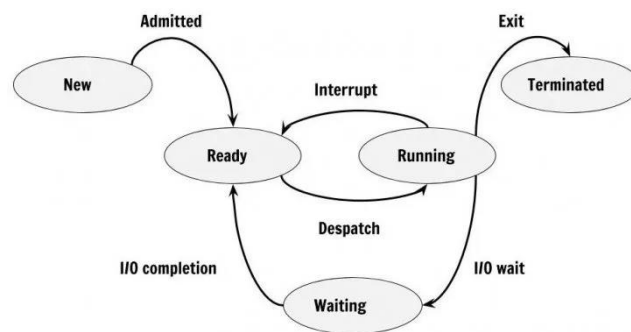 Admitted
Exit
New
Terminated
Interrupt
Ready
Running
Despatch
I/O completion
I/O wait
Waiting